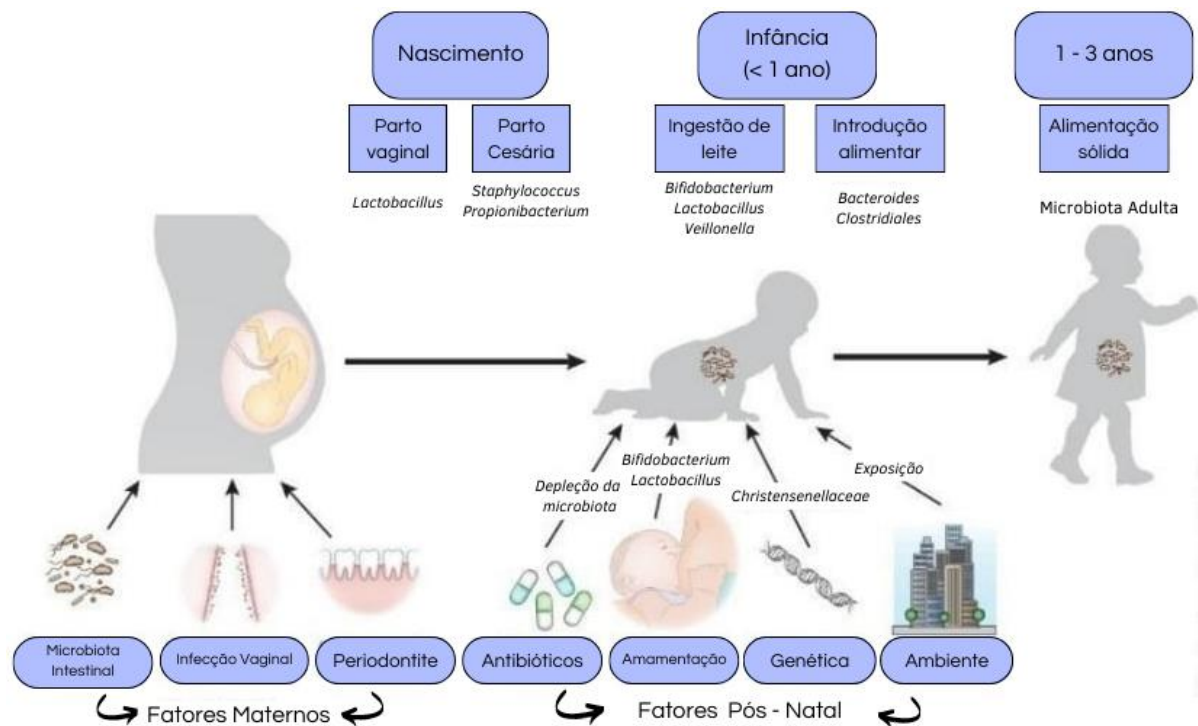 Nascimento
Infância
(< 1 ano)
1 - 3 anos
Parto
vaginal
Parto
Cesária
Ingestão de
leite
Introdução
alimentar
Alimentação
sólida
Lactobacillus
Staphylococcus
Propionibacterium
Bifidobacterium
Lactobacillus
Veillonella
Bacteroides
Clostridiales
Microbiota Adulta
Depleção da
microbiota
Bifidobacterium
Lactobacillus
Christensenellaceae
Exposição
Microbiota
Intestinal
Infecção Vaginal
Periodontite
Antibióticos
Amamentação
Genética
Ambiente
Fatores Maternos
Fatores Pós - Natal